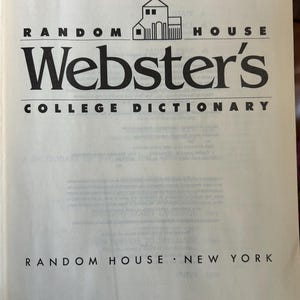 RANDOM HOUSE
Webster's
COLLEGE DICTIONARY
RANDOM HOUSE · NEW YORK